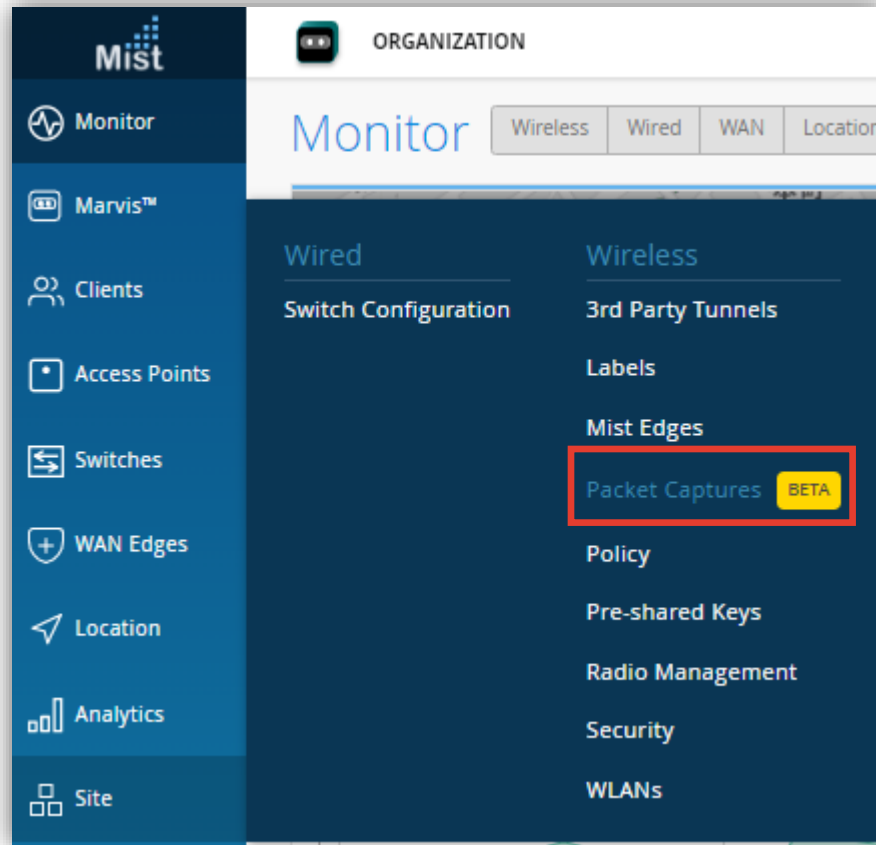 Mist
ORGANIZATION
Monitor
Monitor
Wireless
Wired
WAN
Location
Marvis™
Clients
Access Points
Switches
WAN Edges
Location
Analytics
Site
Wired
Switch Configuration
Wireless
3rd Party Tunnels
Labels
Mist Edges
Packet Captures BETA
Policy
Pre-shared Keys
Radio Management
Security
WLANs